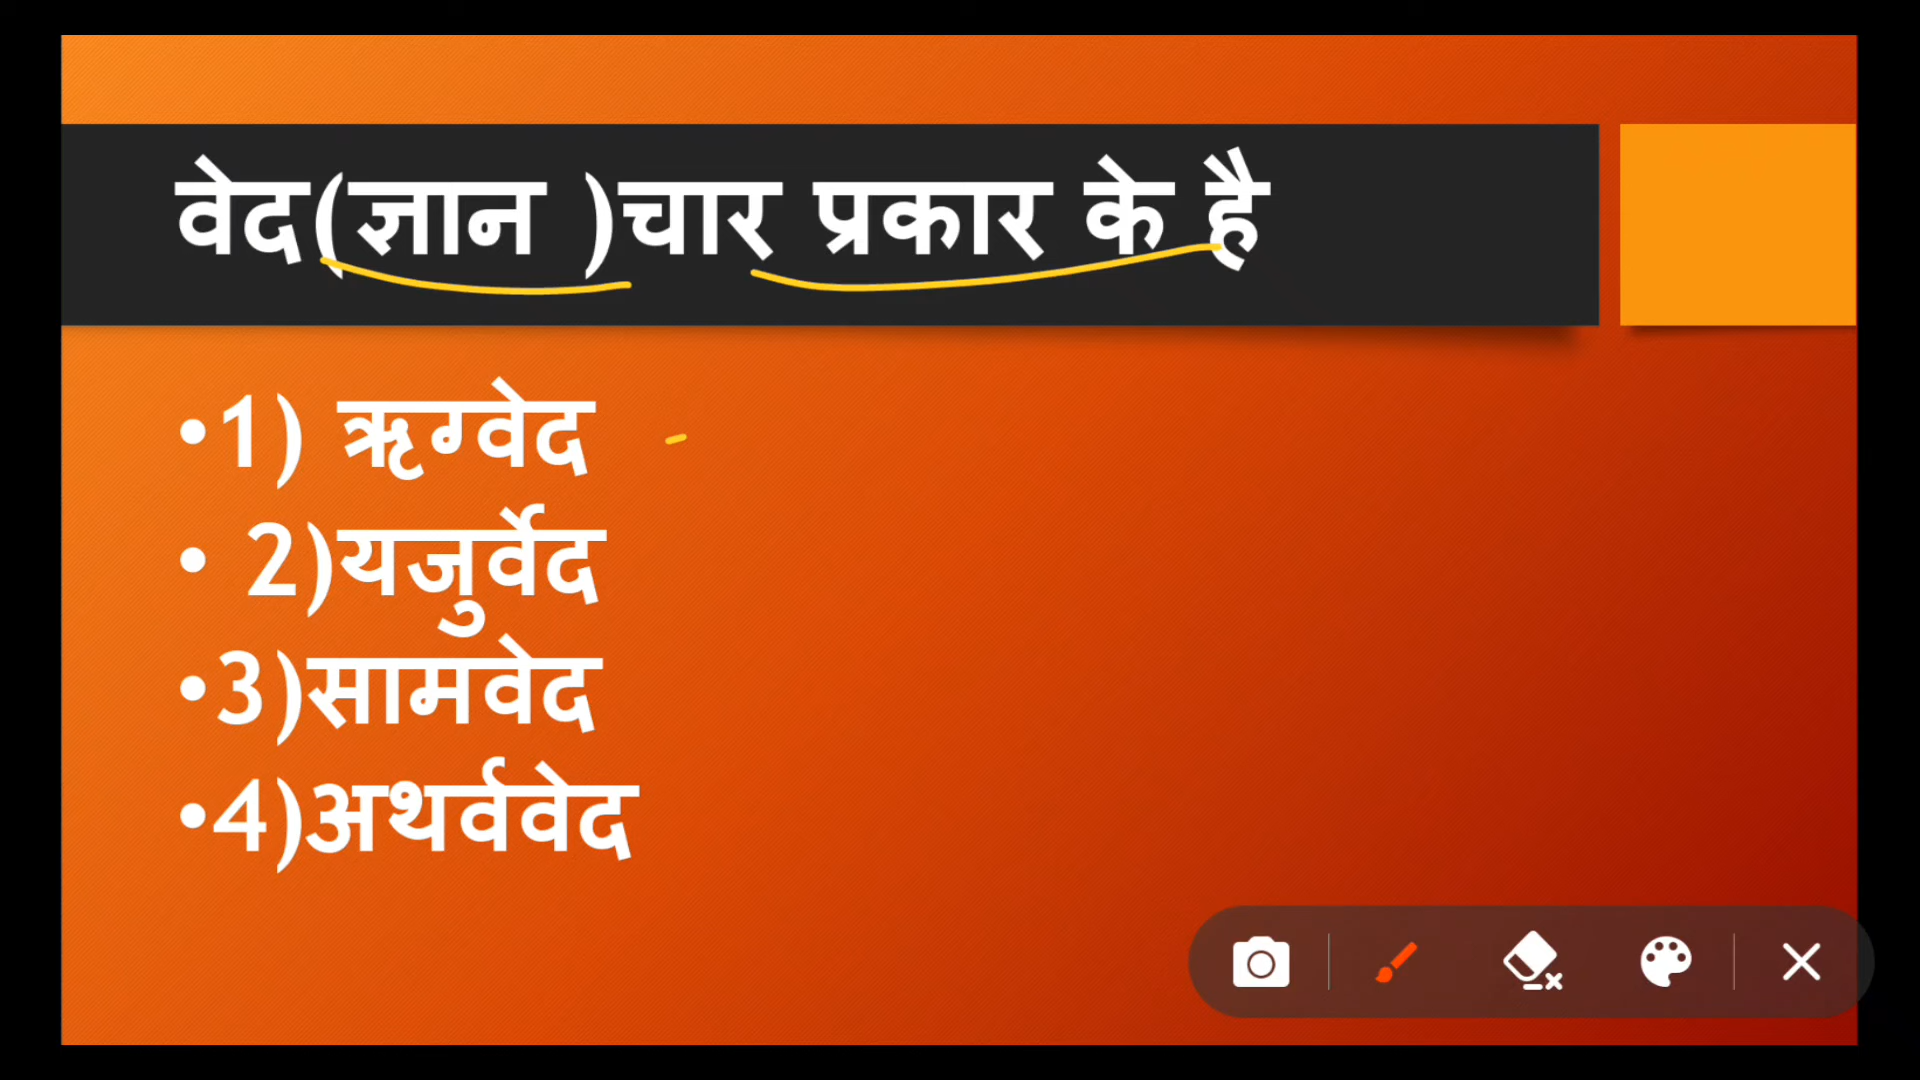 वेद(ज्ञान )चार प्रकार के है
•1) ऋग्वेद -
• 2)यजुर्वेद
•3)सामवेद
•4)अथर्ववेद